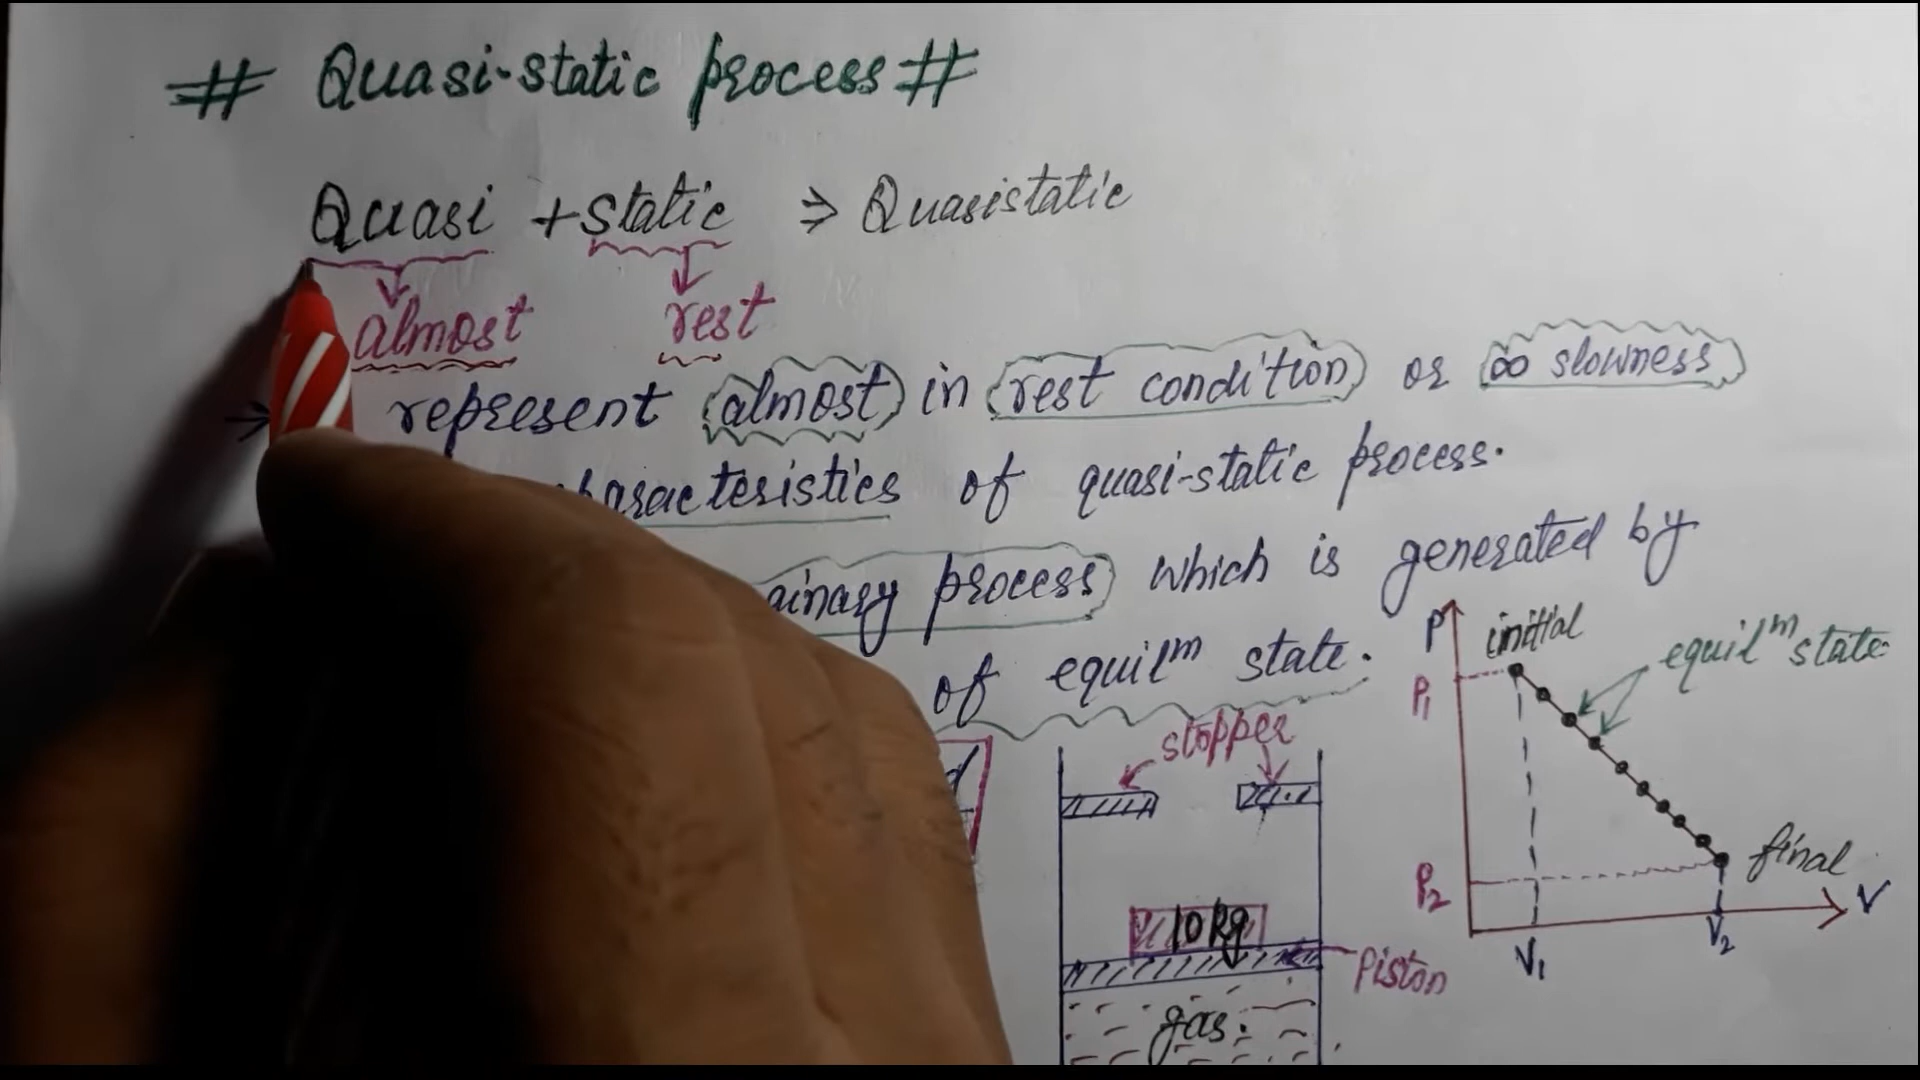 # Quasi-static process #
Quasi + static ⇒ Quasistatic
almost rest
→ represent almost in rest condition or ∞ slowness
characteristics of quasi-static process.
process which is generated by
of equilᵐ state.
stopper
10 kg
Piston
gas.
P
initial
equilᵐ state
P₁
P₂
final
V
V₁
V₂